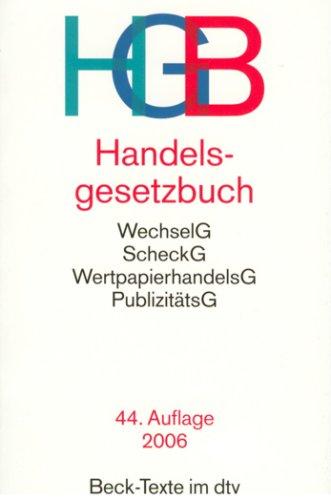 HGB
Handels-
gesetzbuch
WechselG
ScheckG
WertpapierhandelsG
PublizitätsG
44. Auflage
2006
Beck-Texte im dtv